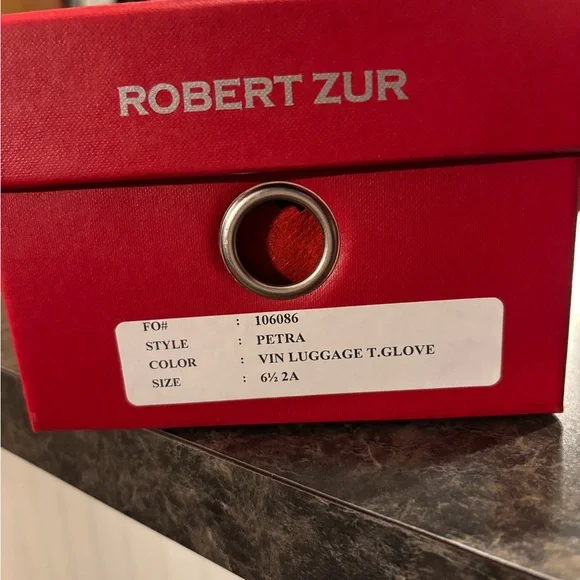 ROBERT ZUR
FO# : 106086
STYLE : PETRA
COLOR : VIN LUGGAGE T.GLOVE
SIZE : 6½ 2A